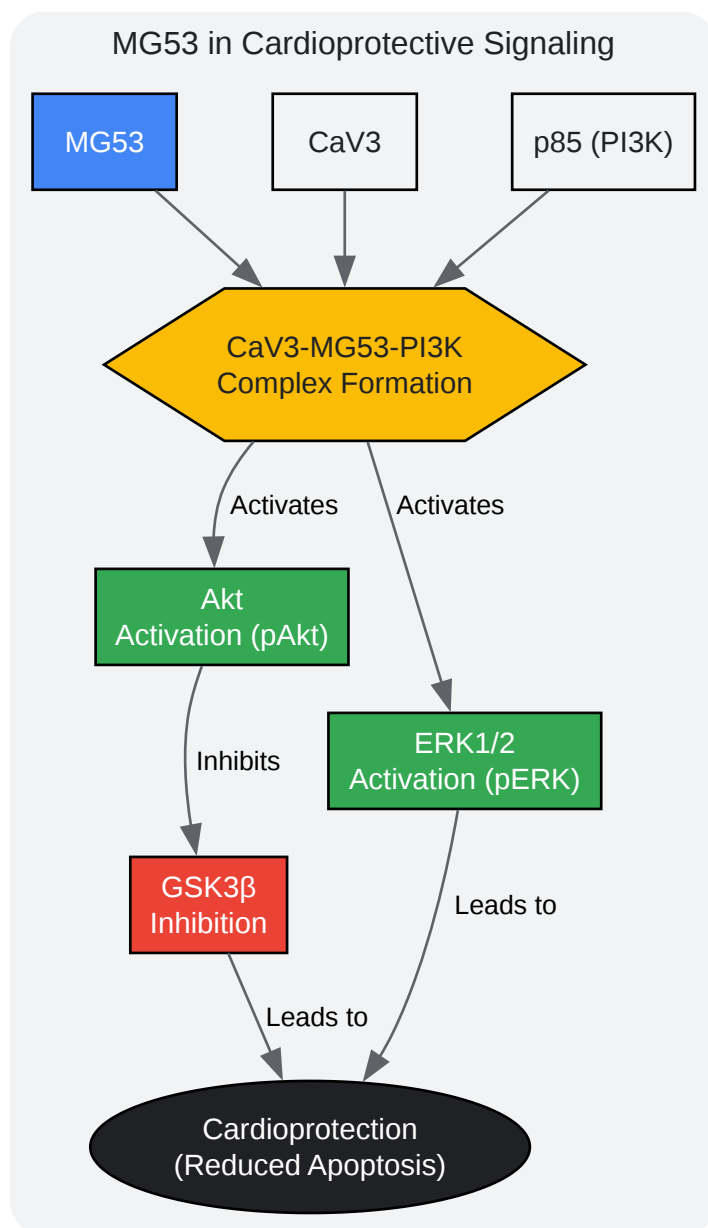 MG53 in Cardioprotective Signaling
MG53
CaV3
p85 (PI3K)
CaV3-MG53-PI3K
Complex Formation
Activates
Activates
Akt
Activation (pAkt)
ERK1/2
Activation (pERK)
Inhibits
GSK3β
Inhibition
Leads to
Leads to
Cardioprotection
(Reduced Apoptosis)